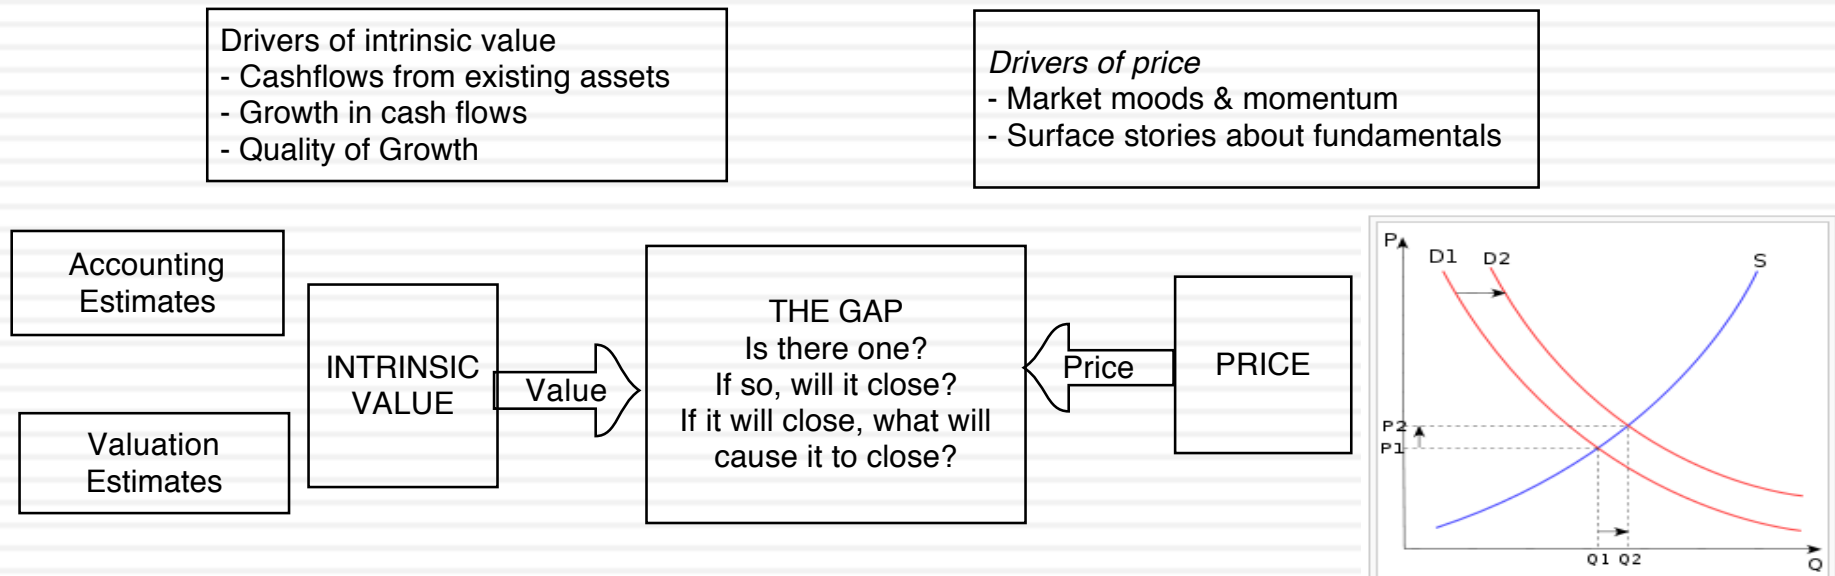 Drivers of intrinsic value
- Cashflows from existing assets
- Growth in cash flows
- Quality of Growth
Drivers of price
- Market moods & momentum
- Surface stories about fundamentals
Accounting
Estimates
Valuation
Estimates
INTRINSIC
VALUE
Value
THE GAP
Is there one?
If so, will it close?
If it will close, what will
cause it to close?
Price
PRICE
P
D1
D2
S
P2
P1
Q1
Q2
Q